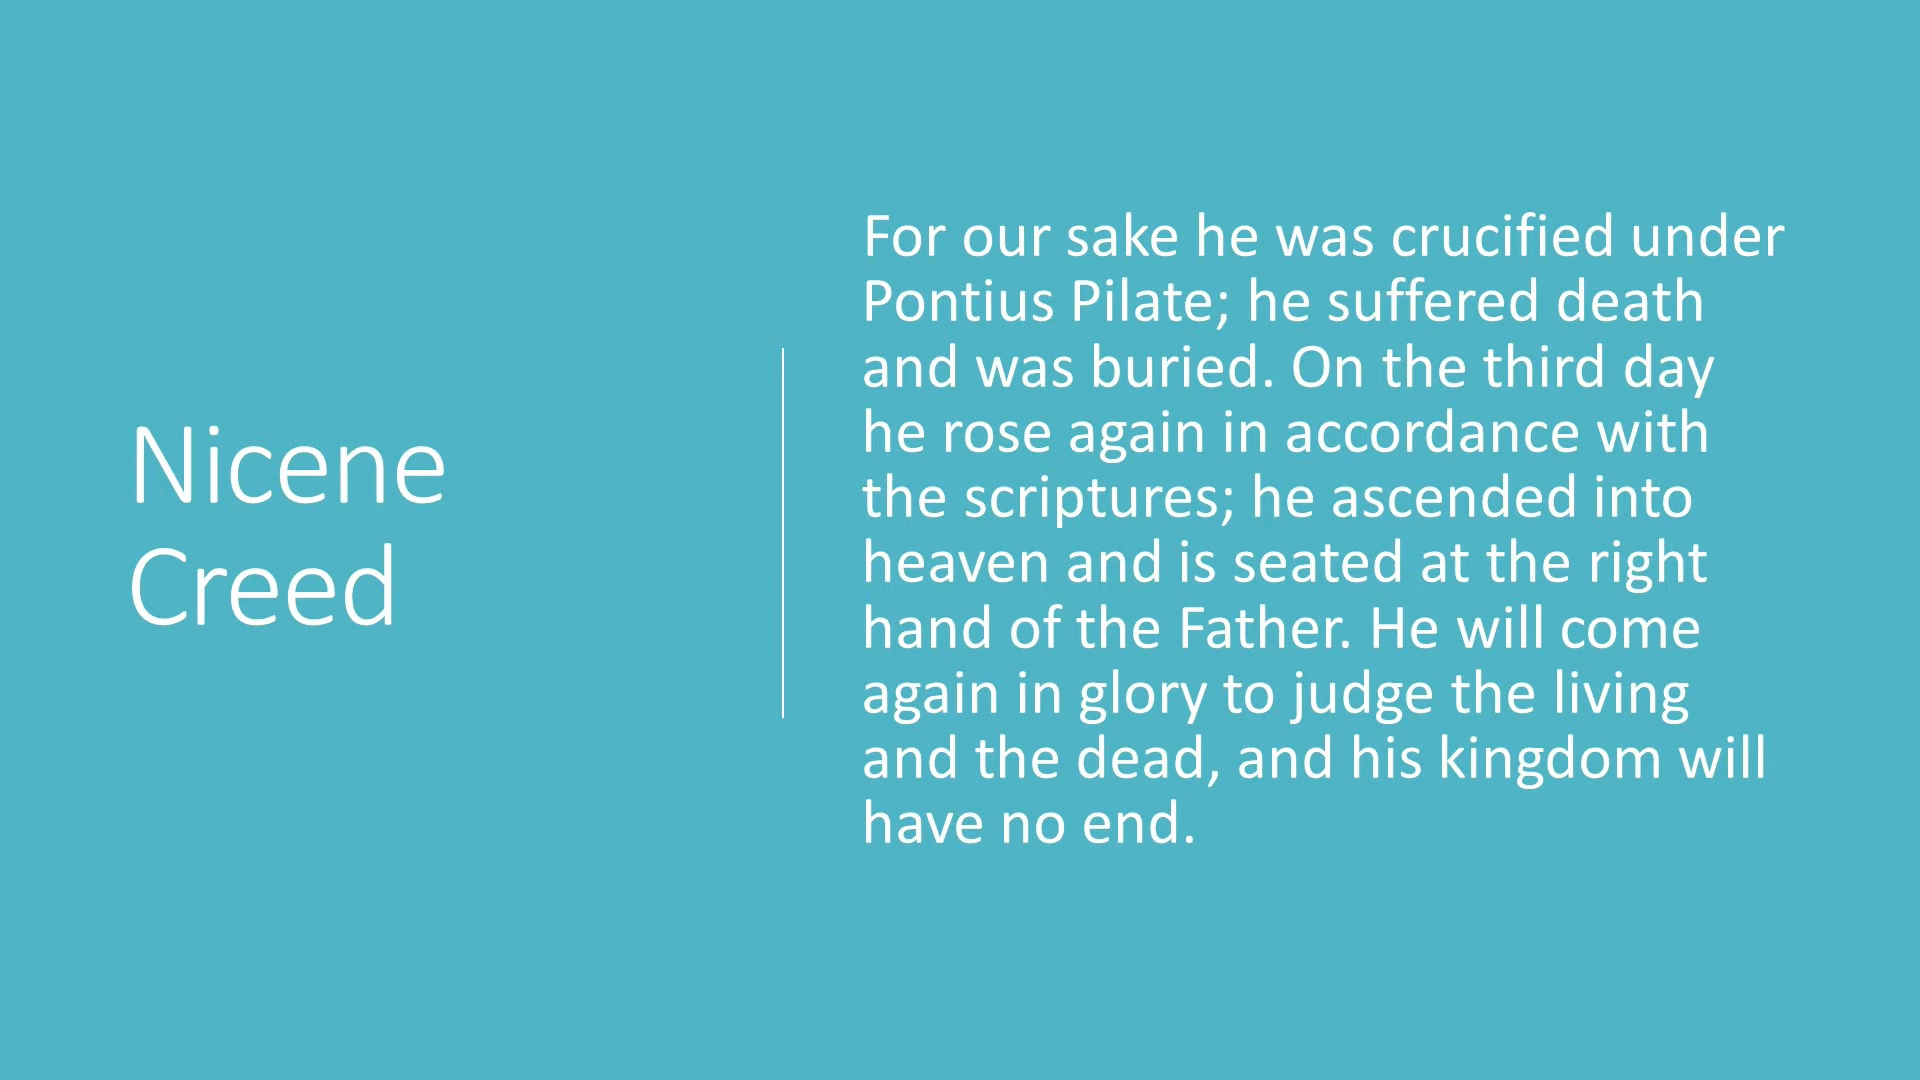 Nicene
Creed
For our sake he was crucified under
Pontius Pilate; he suffered death
and was buried. On the third day
he rose again in accordance with
the scriptures; he ascended into
heaven and is seated at the right
hand of the Father. He will come
again in glory to judge the living
and the dead, and his kingdom will
have no end.